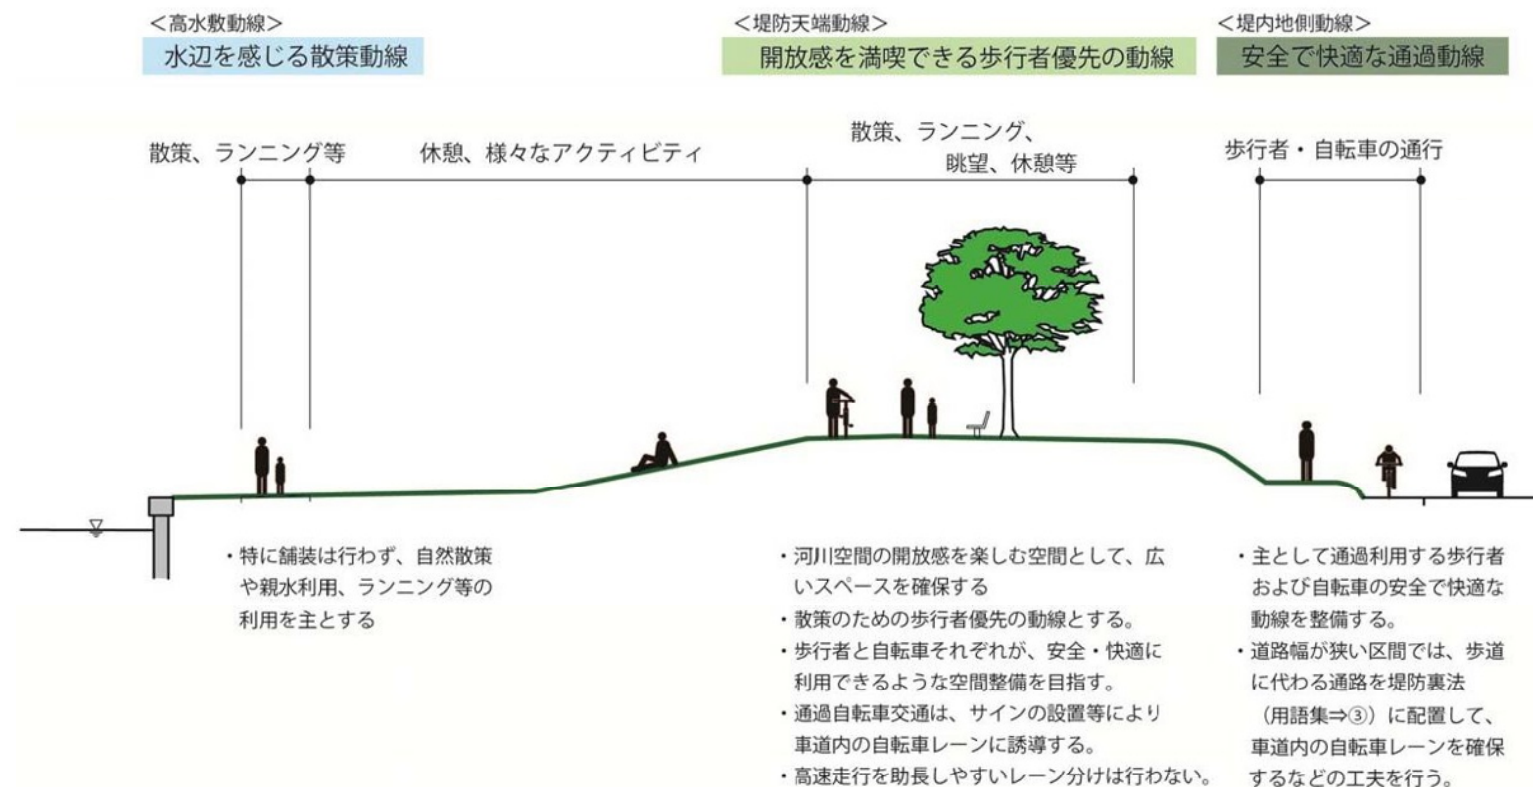 ＜高水敷動線＞
水辺を感じる散策動線
＜堤防天端動線＞
開放感を満喫できる歩行者優先の動線
＜堤内地側動線＞
安全で快適な通過動線
散策、ランニング等
休憩、様々なアクティビティ
散策、ランニング、
眺望、休憩等
歩行者・自転車の通行
・特に舗装は行わず、自然散策
や親水利用、ランニング等の
利用を主とする
・河川空間の開放感を楽しむ空間として、広
いスペースを確保する
・散策のための歩行者優先の動線とする。
・歩行者と自転車それぞれが、安全・快適に
利用できるような空間整備を目指す。
・通過自転車交通は、サインの設置等により
車道内の自転車レーンに誘導する。
・高速走行を助長しやすいレーン分けは行わない。
・主として通過利用する歩行者
および自転車の安全で快適な
動線を整備する。
・道路幅が狭い区間では、歩道
に代わる通路を堤防裏法
（用語集⇒③）に配置して、
車道内の自転車レーンを確保
するなどの工夫を行う。